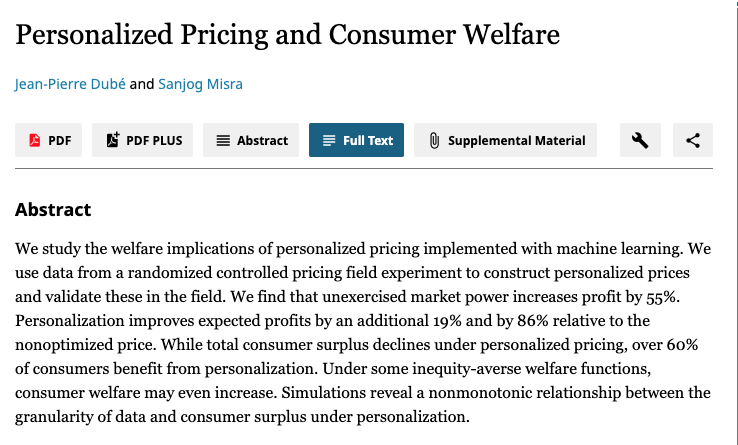 Personalized Pricing and Consumer Welfare
Jean-Pierre Dubé and Sanjog Misra
PDF PDF PLUS Abstract Full Text Supplemental Material
Abstract
We study the welfare implications of personalized pricing implemented with machine learning. We
use data from a randomized controlled pricing field experiment to construct personalized prices
and validate these in the field. We find that unexercised market power increases profit by 55%.
Personalization improves expected profits by an additional 19% and by 86% relative to the
nonoptimized price. While total consumer surplus declines under personalized pricing, over 60%
of consumers benefit from personalization. Under some inequity-averse welfare functions,
consumer welfare may even increase. Simulations reveal a nonmonotonic relationship between the
granularity of data and consumer surplus under personalization.